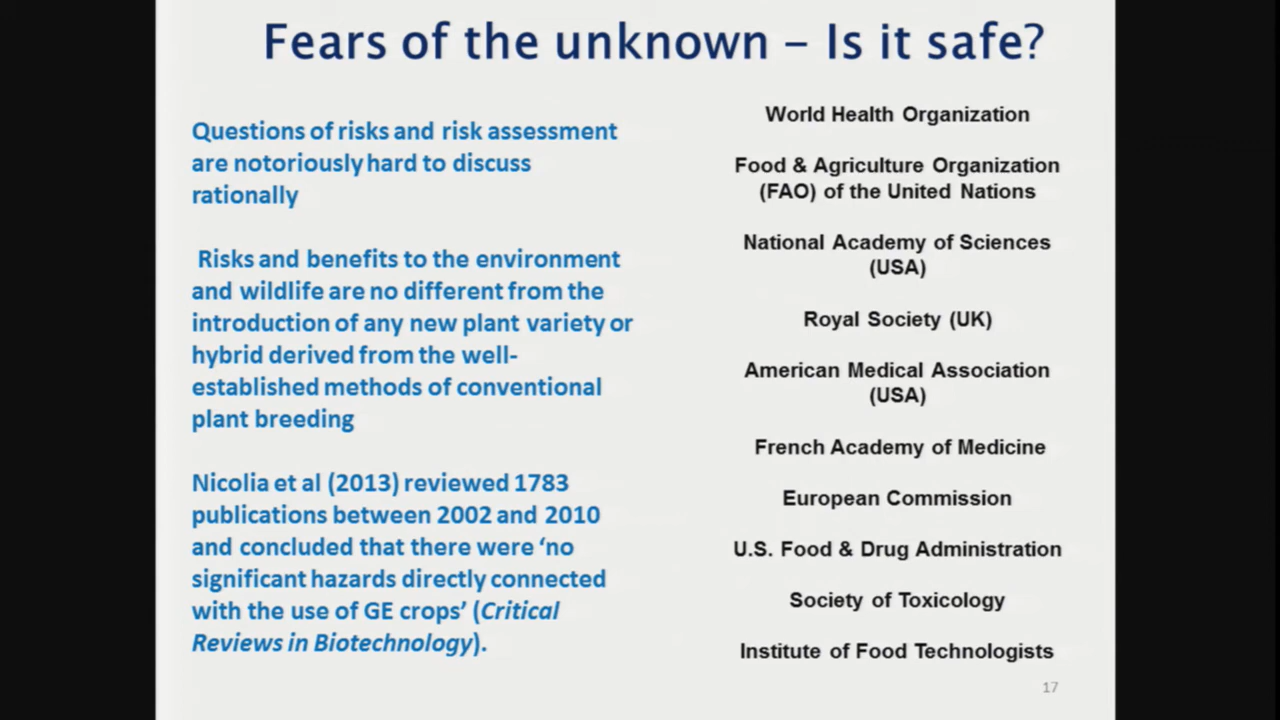 Fears of the unknown – Is it safe?
Questions of risks and risk assessment
are notoriously hard to discuss
rationally
Risks and benefits to the environment
and wildlife are no different from the
introduction of any new plant variety or
hybrid derived from the well-
established methods of conventional
plant breeding
Nicolia et al (2013) reviewed 1783
publications between 2002 and 2010
and concluded that there were ‘no
significant hazards directly connected
with the use of GE crops’ (Critical
Reviews in Biotechnology).
World Health Organization
Food & Agriculture Organization
(FAO) of the United Nations
National Academy of Sciences
(USA)
Royal Society (UK)
American Medical Association
(USA)
French Academy of Medicine
European Commission
U.S. Food & Drug Administration
Society of Toxicology
Institute of Food Technologists
17